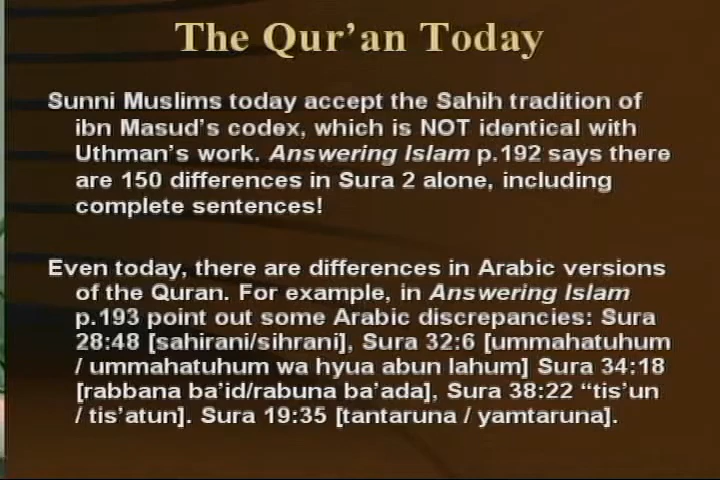 The Qur'an Today
Sunni Muslims today accept the Sahih tradition of
ibn Masud's codex, which is NOT identical with
Uthman's work. Answering Islam p.192 says there
are 150 differences in Sura 2 alone, including
complete sentences!
Even today, there are differences in Arabic versions
of the Quran. For example, in Answering Islam
p.193 point out some Arabic discrepancies: Sura
28:48 [sahirani/sihrani], Sura 32:6 [ummahatuhum
/ ummahatuhum wa hyua abun lahum] Sura 34:18
[rabbana ba'id/rabuna ba'ada], Sura 38:22 “tis'un
/ tis'atun]. Sura 19:35 [tantaruna / yamtaruna].